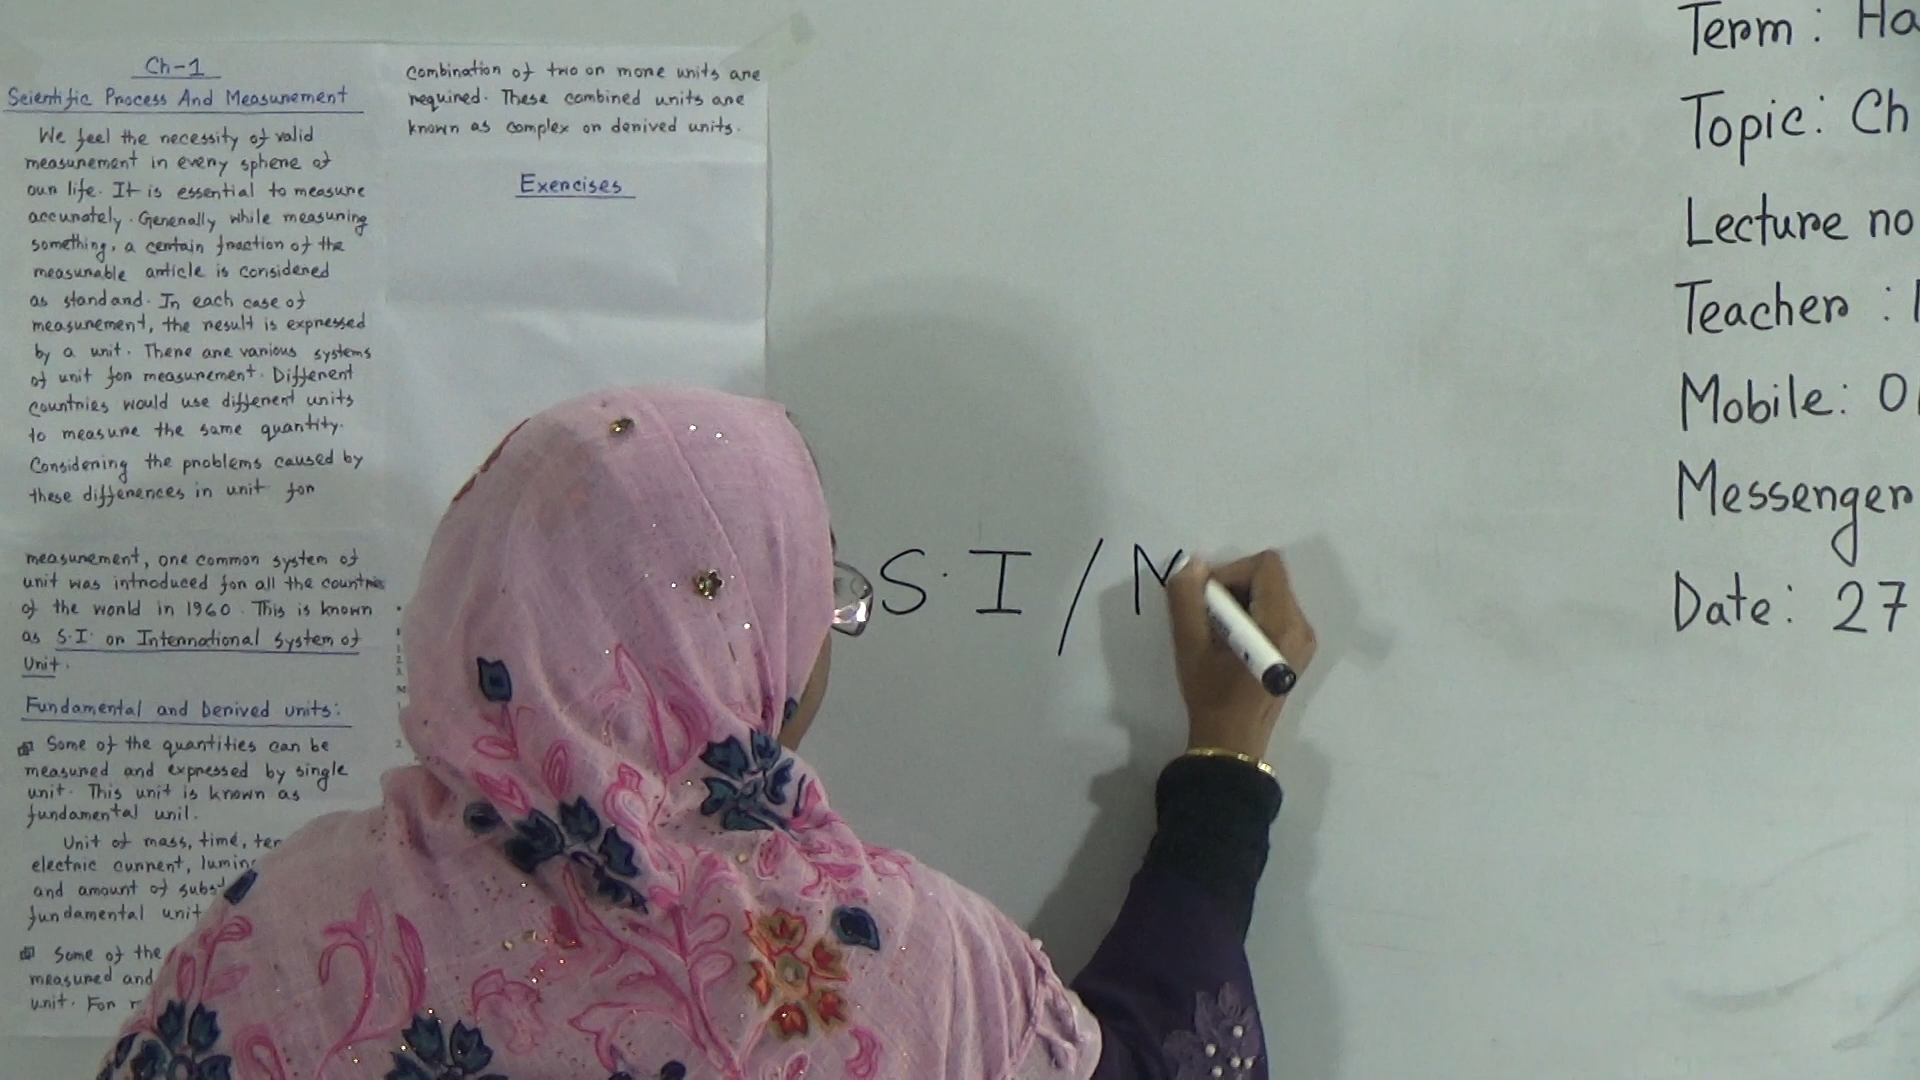 Ch-1
Scientific Process And Measurement
We feel the necessity of valid
measurement in every sphere of
our life. It is essential to measure
accurately. Generally while measuring
something, a certain fraction of the
measurable article is considered
as standard. In each case of
measurement, the result is expressed
by a unit. There are various systems
of unit for measurement. Different
countries would use different units
to measure the same quantity.
Considering the problems caused by
these differences in unit for
measurement, one common system of
unit was introduced for all the countries
of the world in 1960. This is known
as S.I. or International system of
Unit.
Fundamental and Derived units:
Some of the quantities can be
measured and expressed by single
unit. This unit is known as
fundamental unil.
Unit of mass, time,
electric current,
and amount of
fundamental unit
Some of the
measured and
unit. For
combination of two or more units are
required. These combined units are
known as complex or derived units.
Exercises
S.I /
Term :
Topic: Ch
Lecture no
Teacher :
Mobile:
Messenger
Date: 27